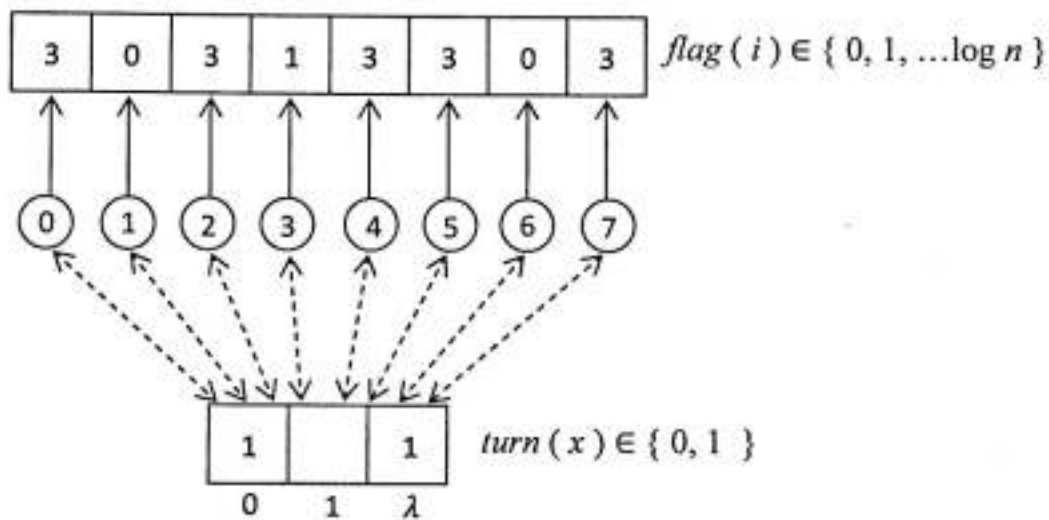 3 0 3 1 3 3 0 3 flag ( i ) ∈ { 0, 1, ...log n }
0 1 2 3 4 5 6 7
1 1 turn ( x ) ∈ { 0, 1 }
0 1 λ